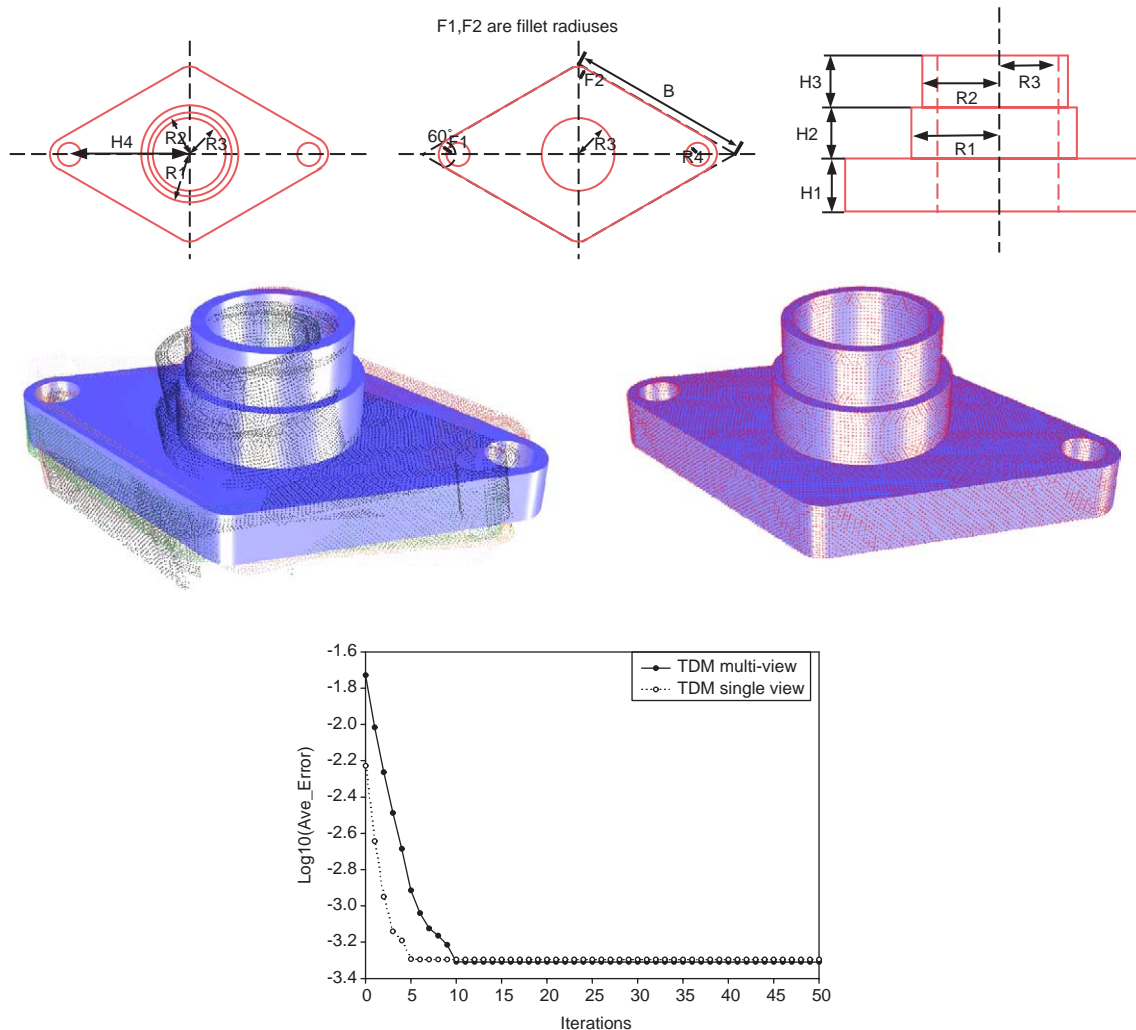 F1,F2 are fillet radiuses
H4
R2
R3
R1
F2
B
60°
F1
R3
R4
H3
R2
R3
H2
R1
H1
-1.6
-1.8
-2.0
-2.2
-2.4
-2.6
-2.8
-3.0
-3.2
-3.4
Log10(Ave_Error)
TDM multi-view
TDM single view
0 5 10 15 20 25 30 35 40 45 50
Iterations